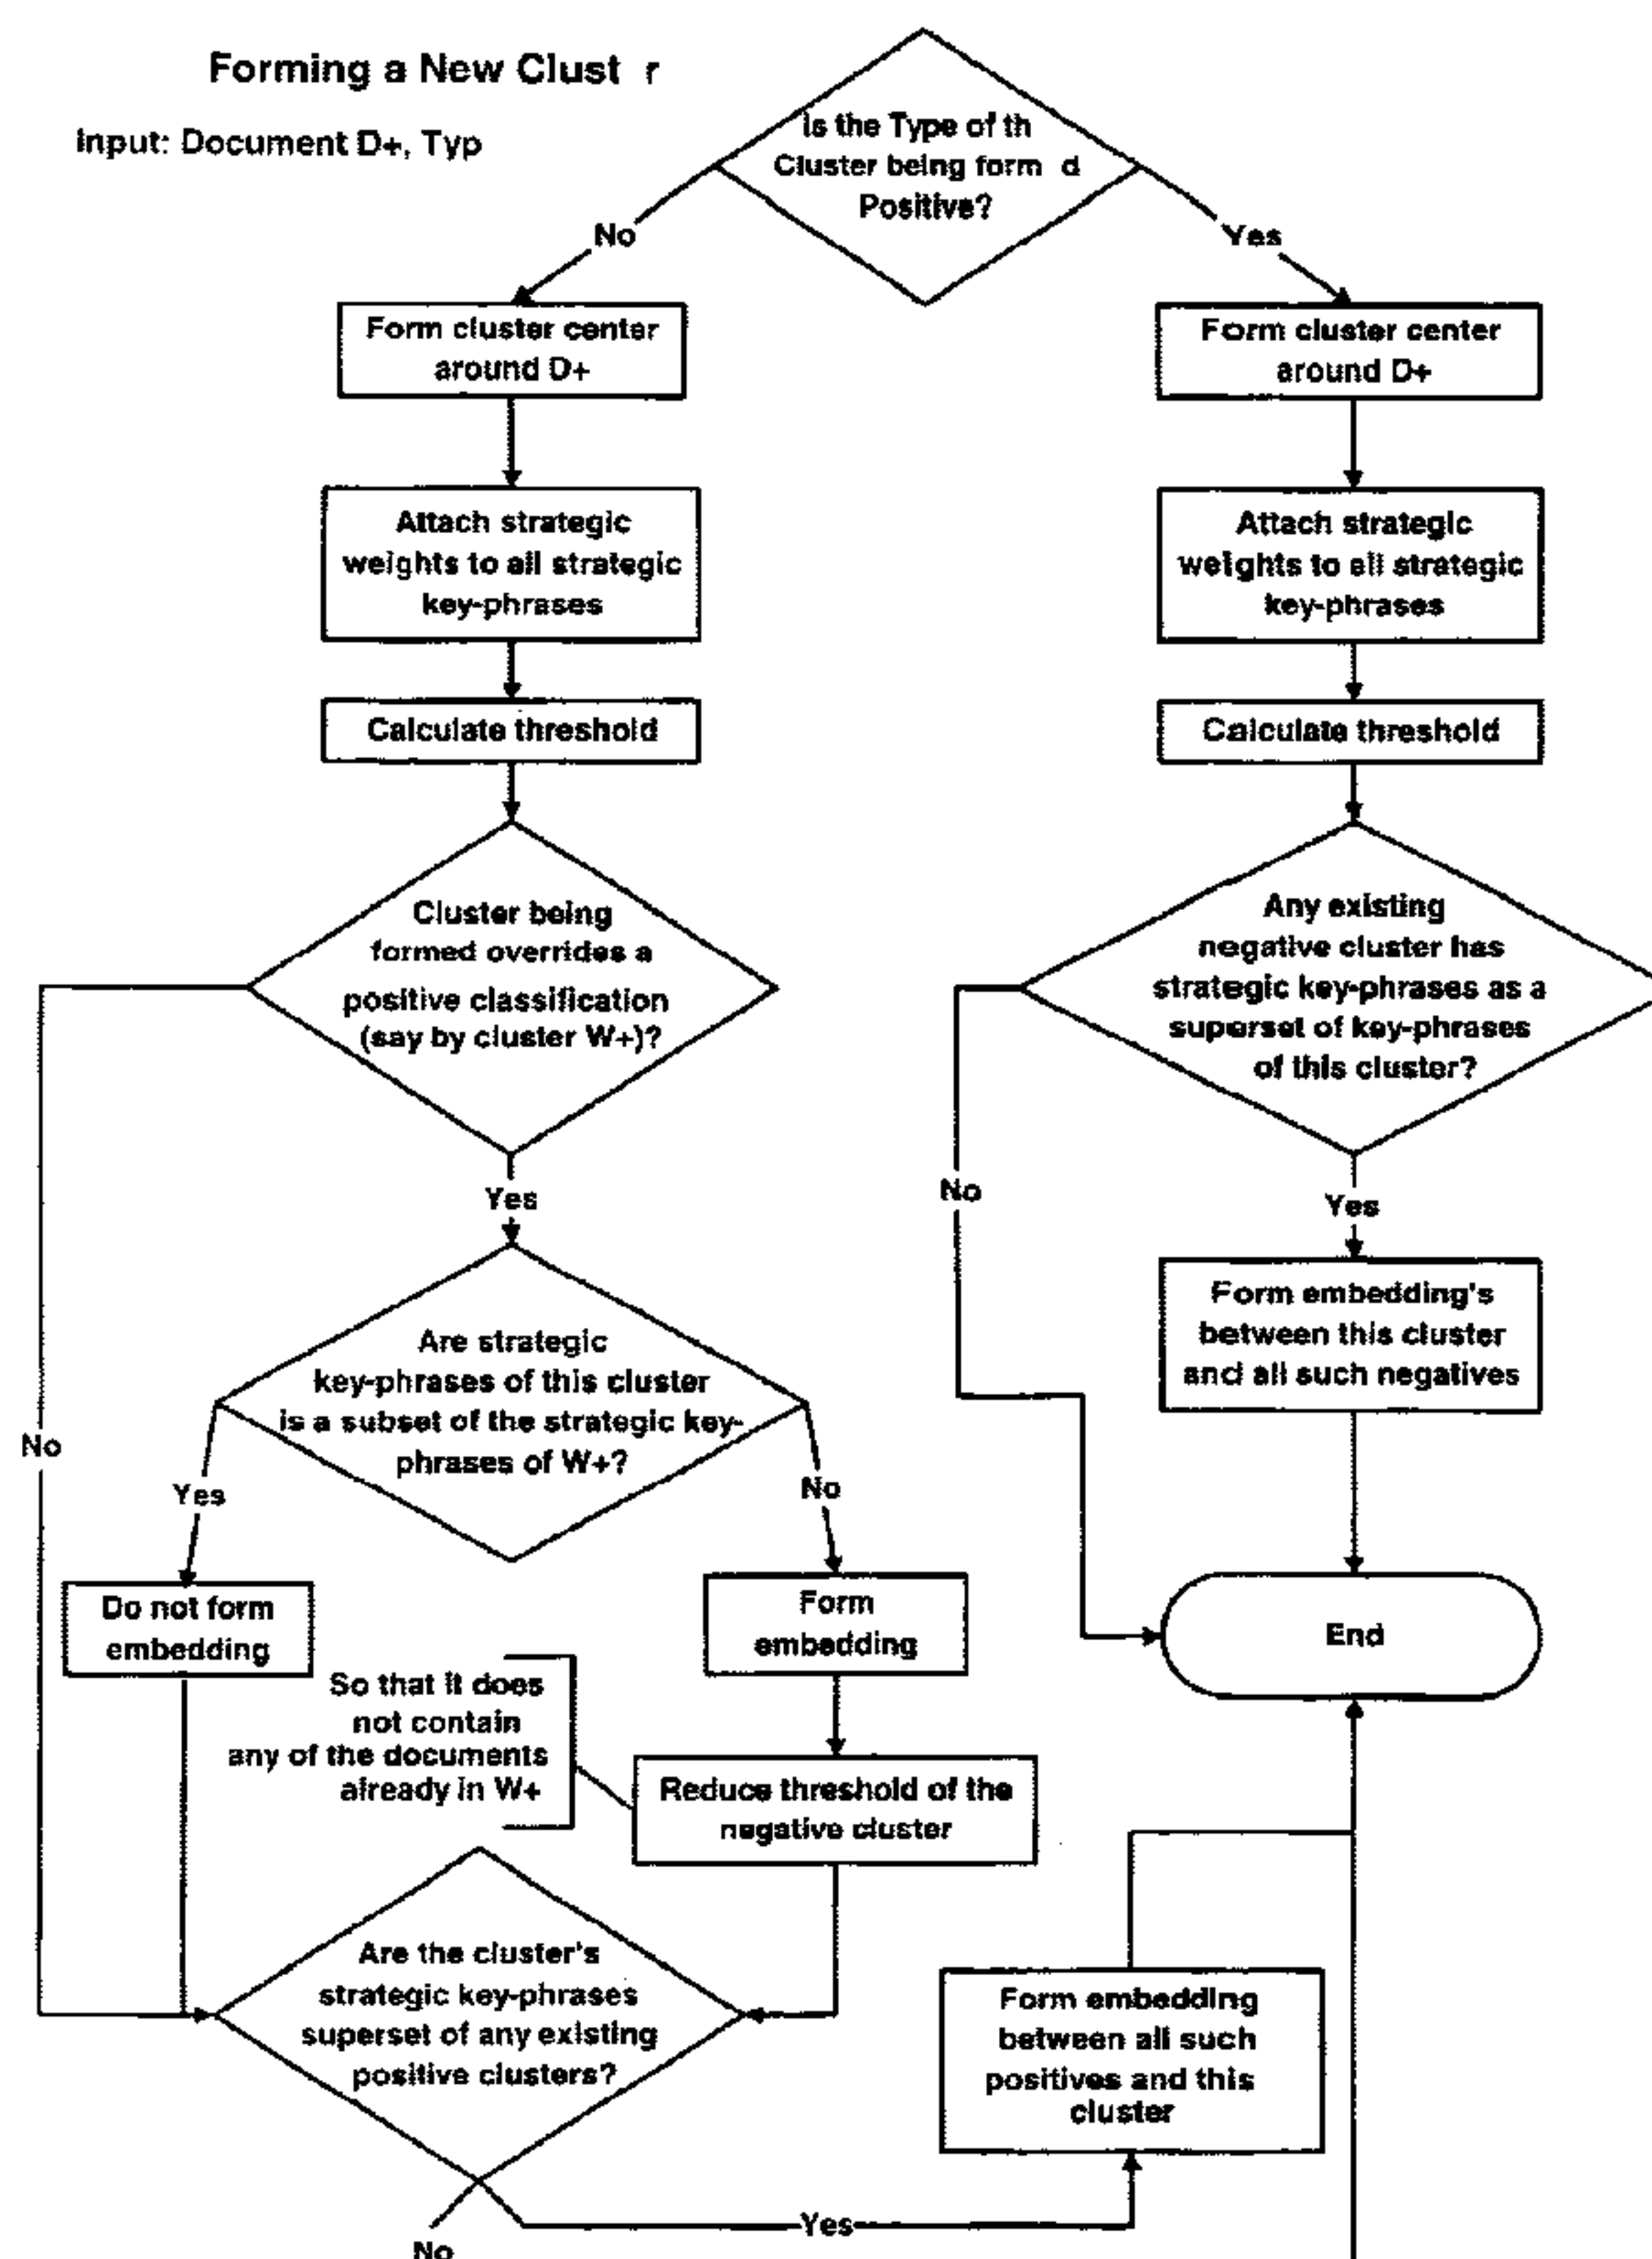 Forming a New Clust r
Input: Document D+, Typ
Is the Type of th
Cluster being form d
Positive?
No
Yes
Form cluster center
around D+
Form cluster center
around D+
Attach strategic
weights to all strategic
key-phrases
Attach strategic
weights to all strategic
key-phrases
Calculate threshold
Calculate threshold
Cluster being
formed overrides a
positive classification
(say by cluster W+)?
Any existing
negative cluster has
strategic key-phrases as a
superset of key-phrases
of this cluster?
No
Yes
Yes
Form embedding's
between this cluster
and all such negatives
Are strategic
key-phrases of this cluster
is a subset of the strategic key-
phrases of W+?
No
Yes
No
Do not form
embedding
Form
embedding
End
So that it does
not contain
any of the documents
already in W+
Reduce threshold of the
negative cluster
Are the cluster's
strategic key-phrases
superset of any existing
positive clusters?
Form embedding
between all such
positives and this
cluster
Yes
No